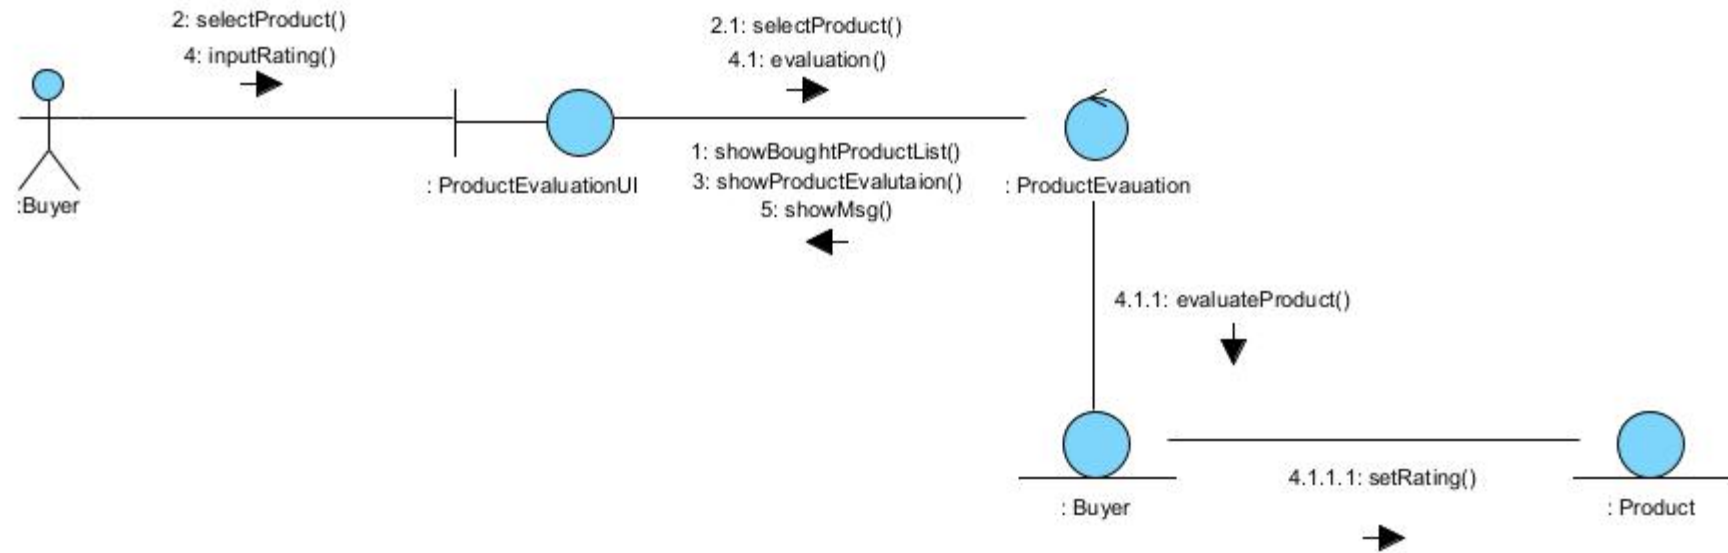 2: selectProduct()
4: inputRating()
2.1: selectProduct()
4.1: evaluation()
1: showBoughtProductList()
3: showProductEvalutaion()
5: showMsg()
:Buyer
: ProductEvaluationUI
: ProductEvauation
4.1.1: evaluateProduct()
4.1.1.1: setRating()
: Buyer
: Product